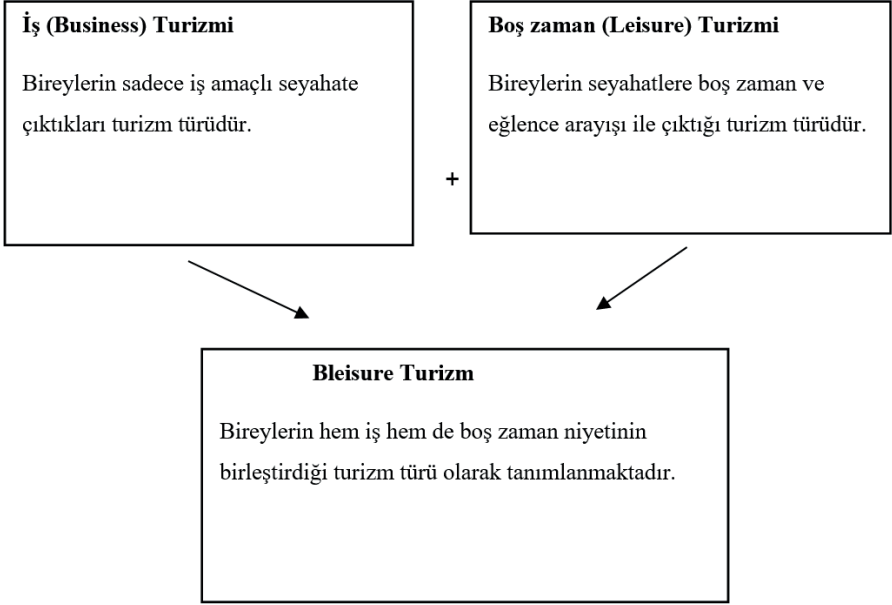 İş (Business) Turizmi
Bireylerin sadece iş amaçlı seyahate
çıktıkları turizm türüdür.
+
Boş zaman (Leisure) Turizmi
Bireylerin seyahatlere boş zaman ve
eğlence arayışı ile çıktığı turizm türüdür.
Bleisure Turizm
Bireylerin hem iş hem de boş zaman niyetinin
birleştirdiği turizm türü olarak tanımlanmaktadır.